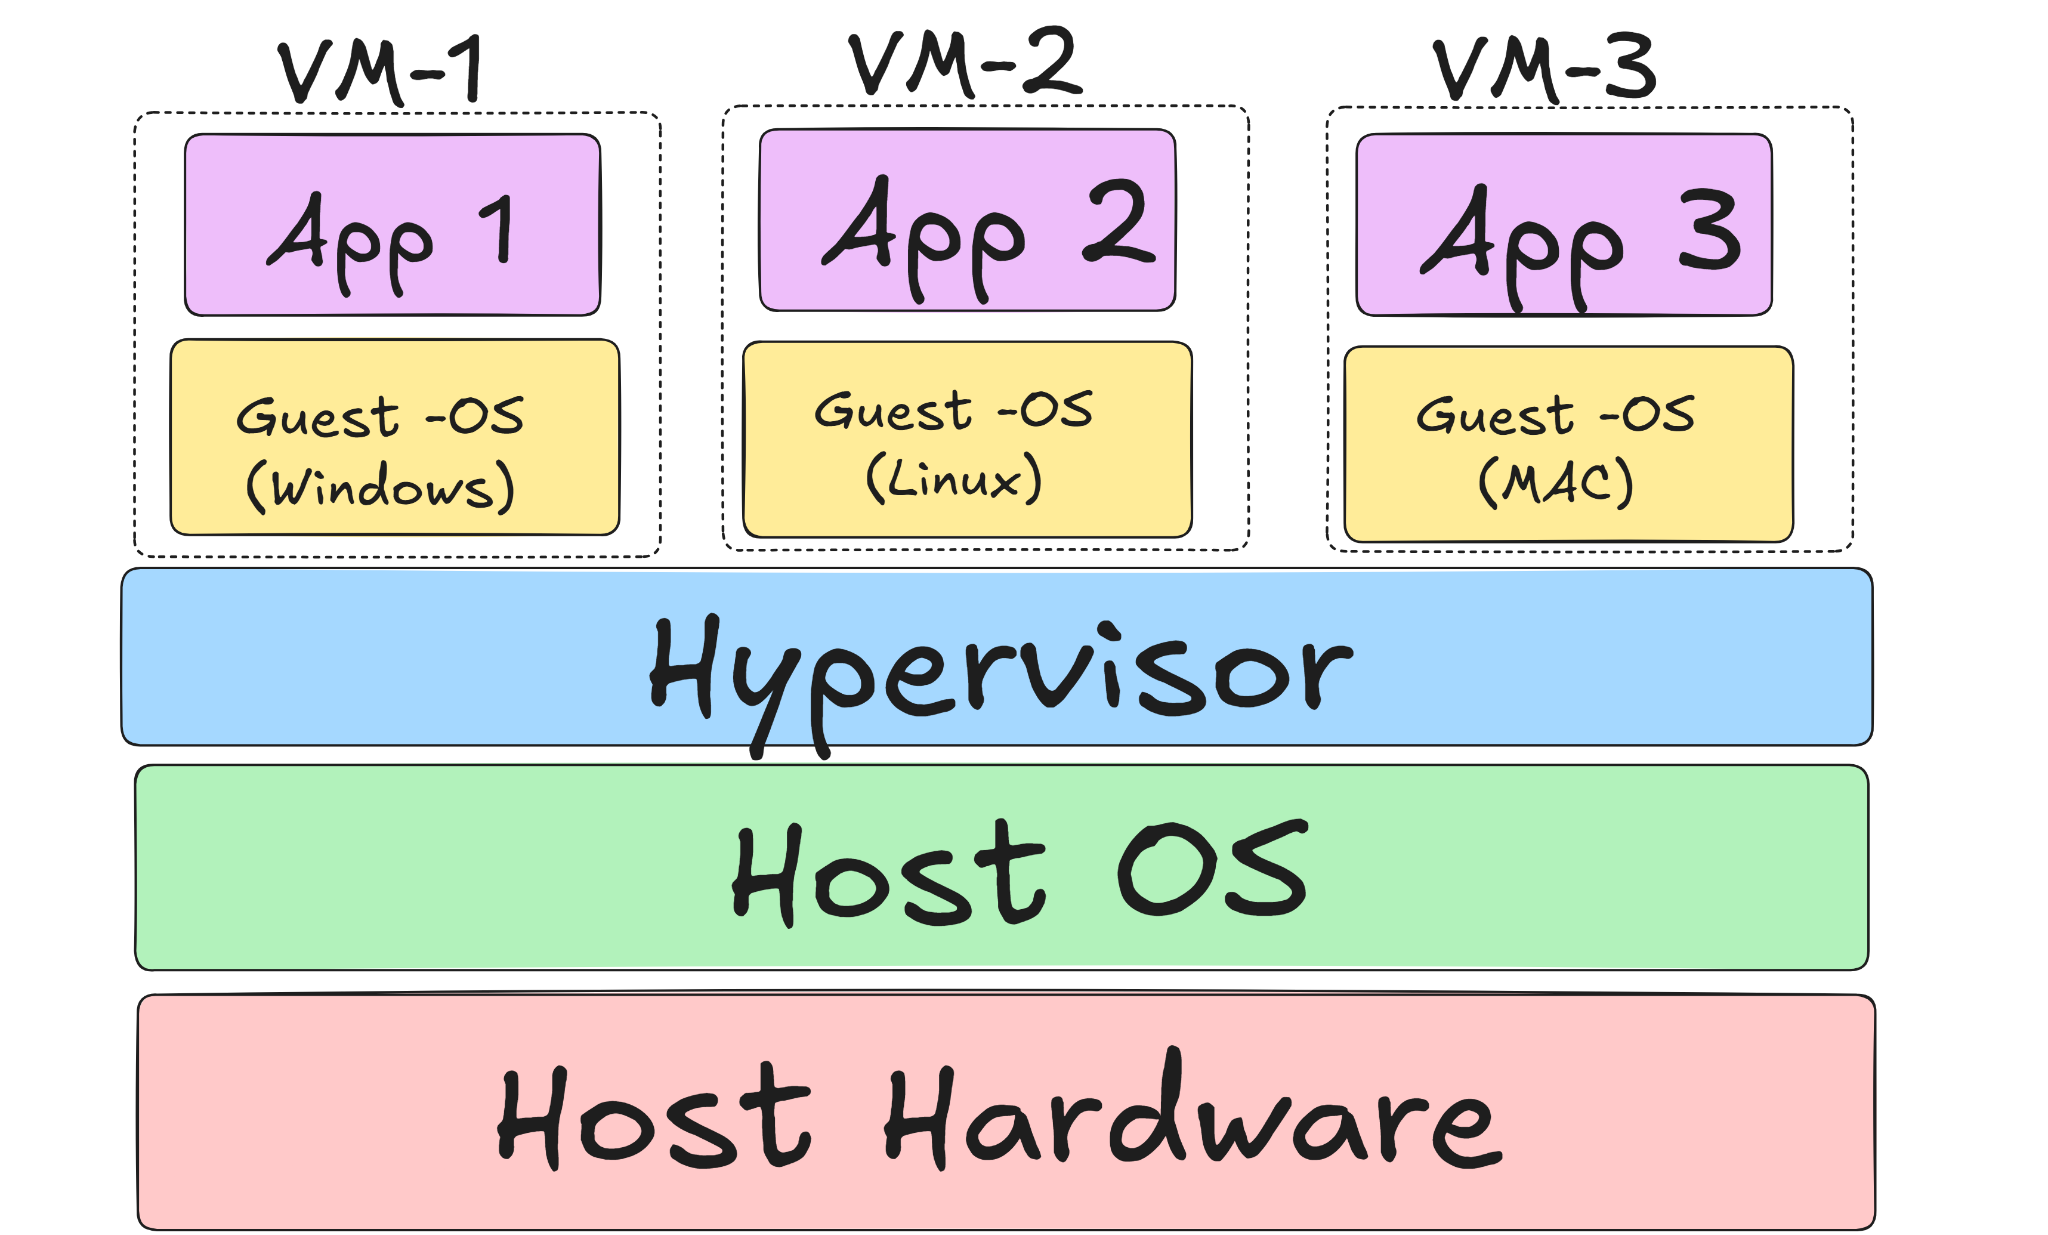 VM-1
VM-2
VM-3
App 1
App 2
App 3
Guest -OS
(Windows)
Guest -OS
(Linux)
Guest -OS
(MAC)
Hypervisor
Host OS
Host Hardware